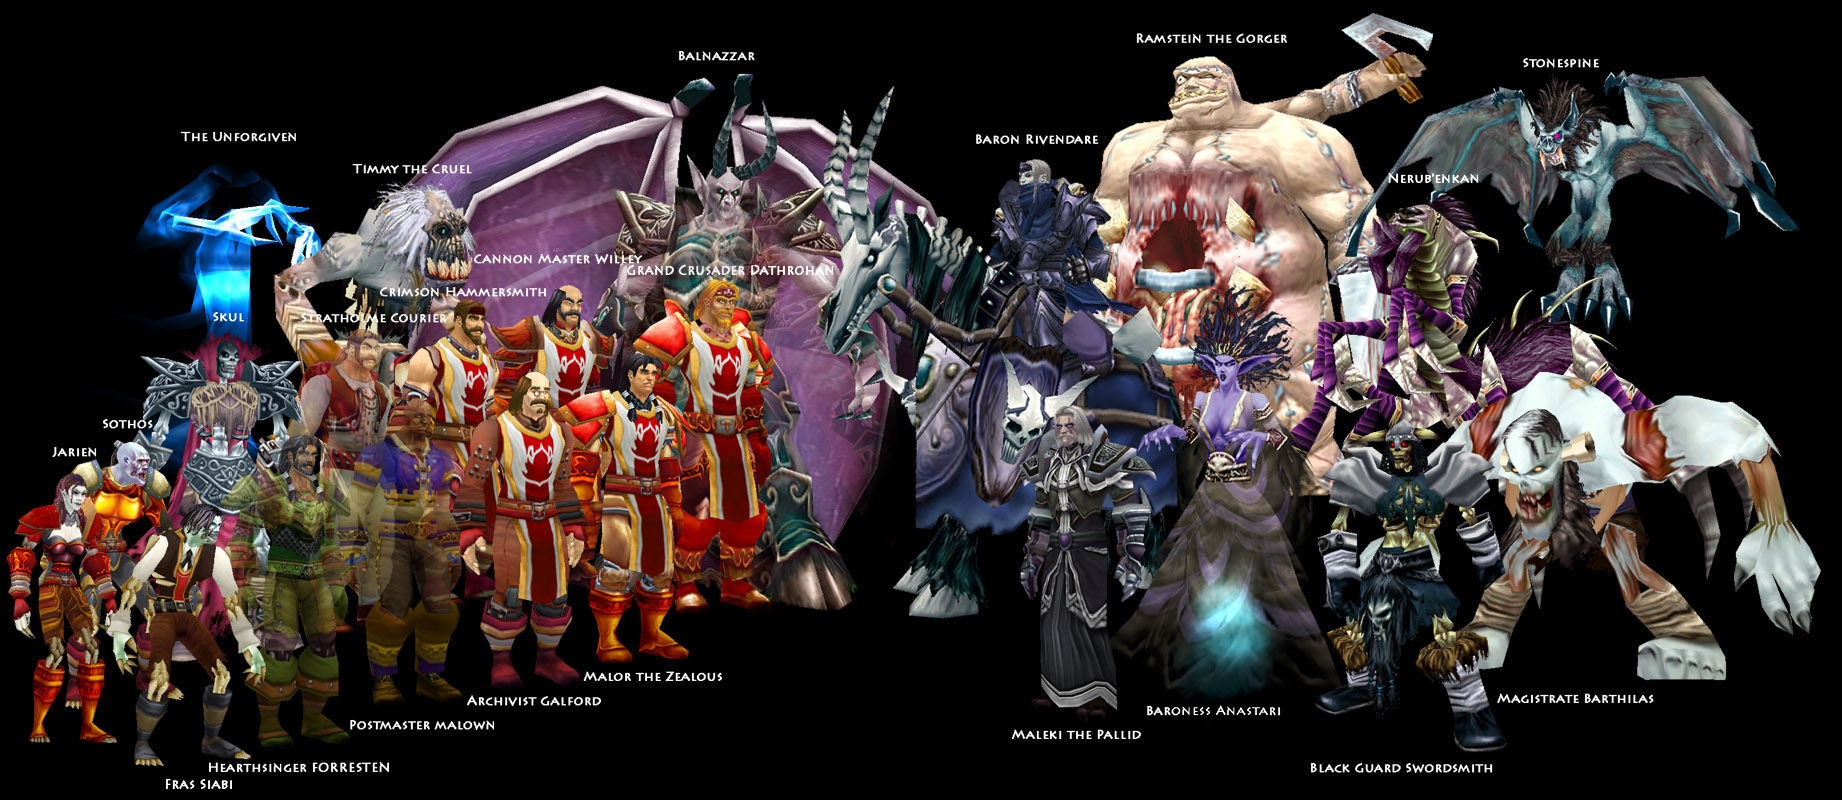 Balnazzar
Ramstein the Gorger
Stonespine
The Unforgiven
Baron Rivendare
Timmy the Cruel
Nerub'enkan
Cannon Master Willey
Grand Crusader Dathrohan
Crimson Hammersmith
Skul
Stratholme Courier
Sothos
Jarien
Malor the Zealous
Archivist Galford
Magistrate Barthilas
Baroness Anastari
Postmaster malown
Maleki the Pallid
Hearthsinger FORRESTEN
Black Guard Swordsmith
Fras Siabi